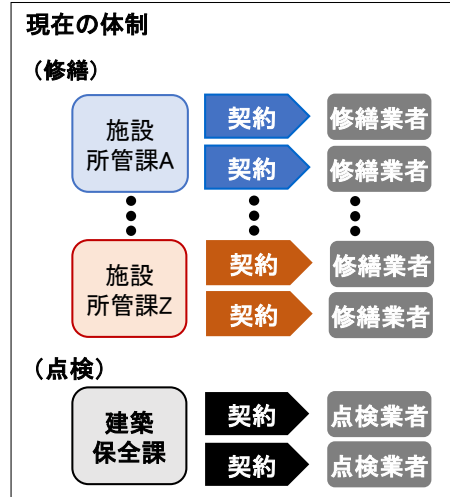 現在の体制
（修繕）
施設
所管課A
契約
修繕業者
契約
修繕業者
施設
所管課Z
契約
修繕業者
契約
修繕業者
（点検）
建築
保全課
契約
点検業者
契約
点検業者